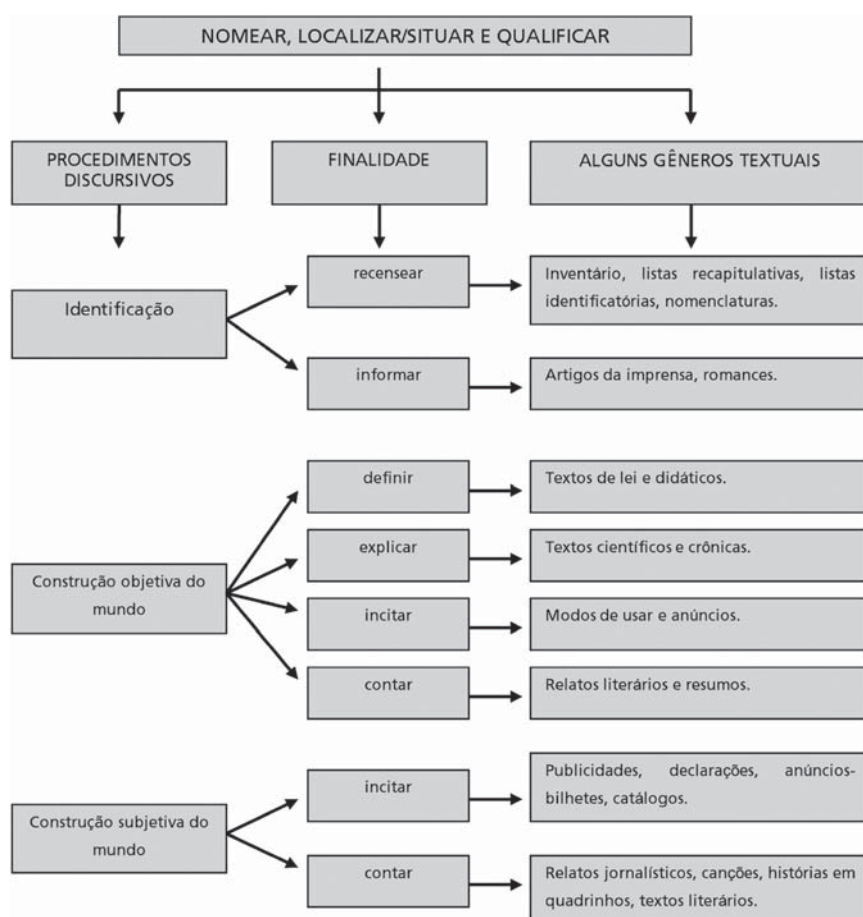 NOMEAR, LOCALIZAR/SITUAR E QUALIFICAR
PROCEDIMENTOS
DISCURSIVOS
FINALIDADE
ALGUNS GÊNEROS TEXTUAIS
Identificação
recensear
Inventário, listas recapitulativas, listas
identificatórias, nomenclaturas.
informar
Artigos da imprensa, romances.
Construção objetiva do
mundo
definir
Textos de lei e didáticos.
explicar
Textos científicos e crônicas.
incitar
Modos de usar e anúncios.
contar
Relatos literários e resumos.
Construção subjetiva do
mundo
incitar
Publicidades, declarações, anúncios-
bilhetes, catálogos.
contar
Relatos jornalísticos, canções, histórias em
quadrinhos, textos literários.